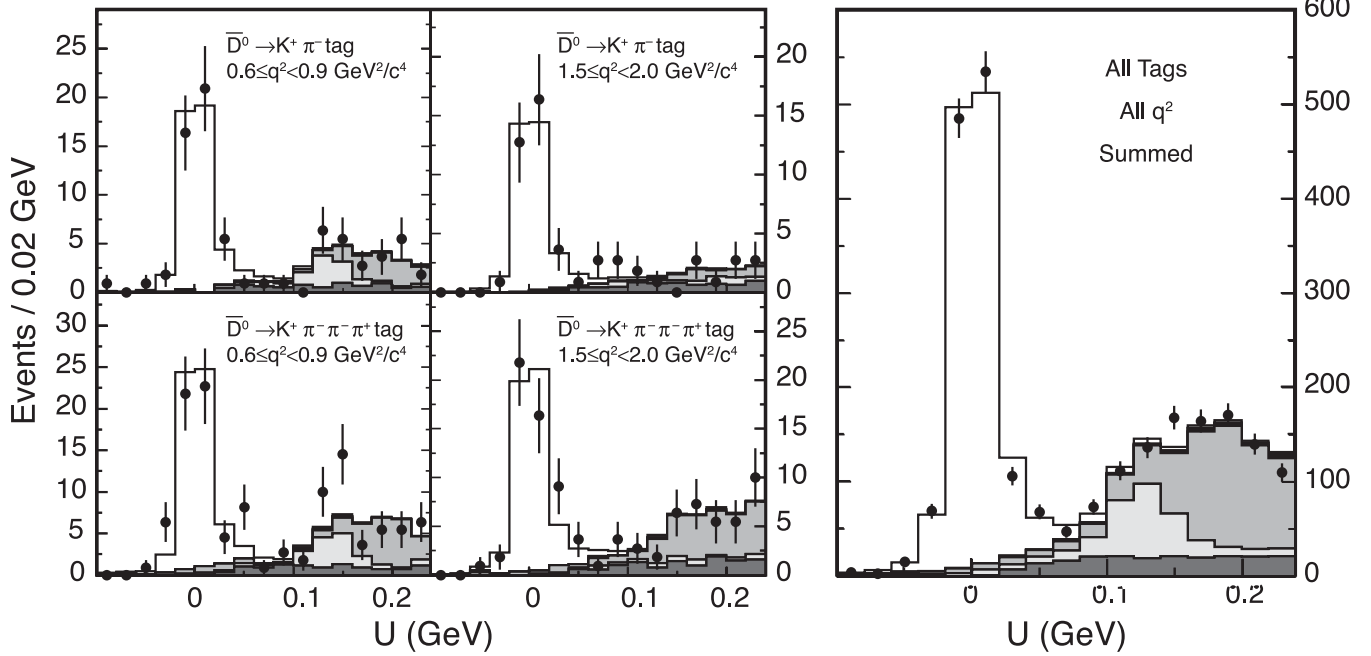 Events / 0.02 GeV
25
20
15
10
5
0
D̅⁰ →K⁺ π⁻ tag
0.6≤q²<0.9 GeV²/c⁴
D̅⁰ →K⁺ π⁻ tag
1.5≤q²<2.0 GeV²/c⁴
20
15
10
5
0
30
25
20
15
10
5
0
D̅⁰ →K⁺ π⁻π⁻π⁺ tag
0.6≤q²<0.9 GeV²/c⁴
D̅⁰ →K⁺ π⁻π⁻π⁺ tag
1.5≤q²<2.0 GeV²/c⁴
25
20
15
10
5
0
0 0.1 0.2
0 0.1 0.2
U (GeV)
All Tags
All q²
Summed
600
500
400
300
200
100
0
0 0.1 0.2
U (GeV)